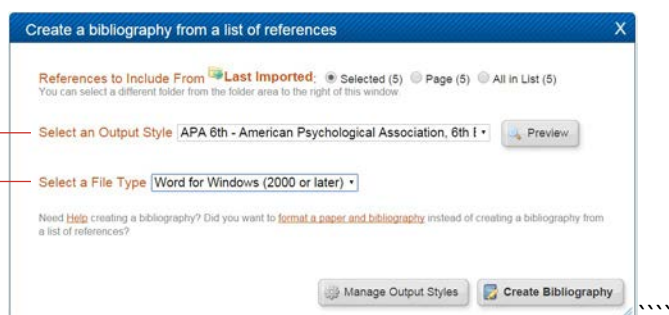 Create a bibliography from a list of references X
References to Include From Last Imported: Selected (5) Page (5) All in List (5)
You can select a different folder from the folder area to the right of this window.
Select an Output Style APA 6th - American Psychological Association, 6th E Preview
Select a File Type Word for Windows (2000 or later)
Need Help creating a bibliography? Did you want to format a paper and bibliography instead of creating a bibliography from
a list of references?
Manage Output Styles Create Bibliography